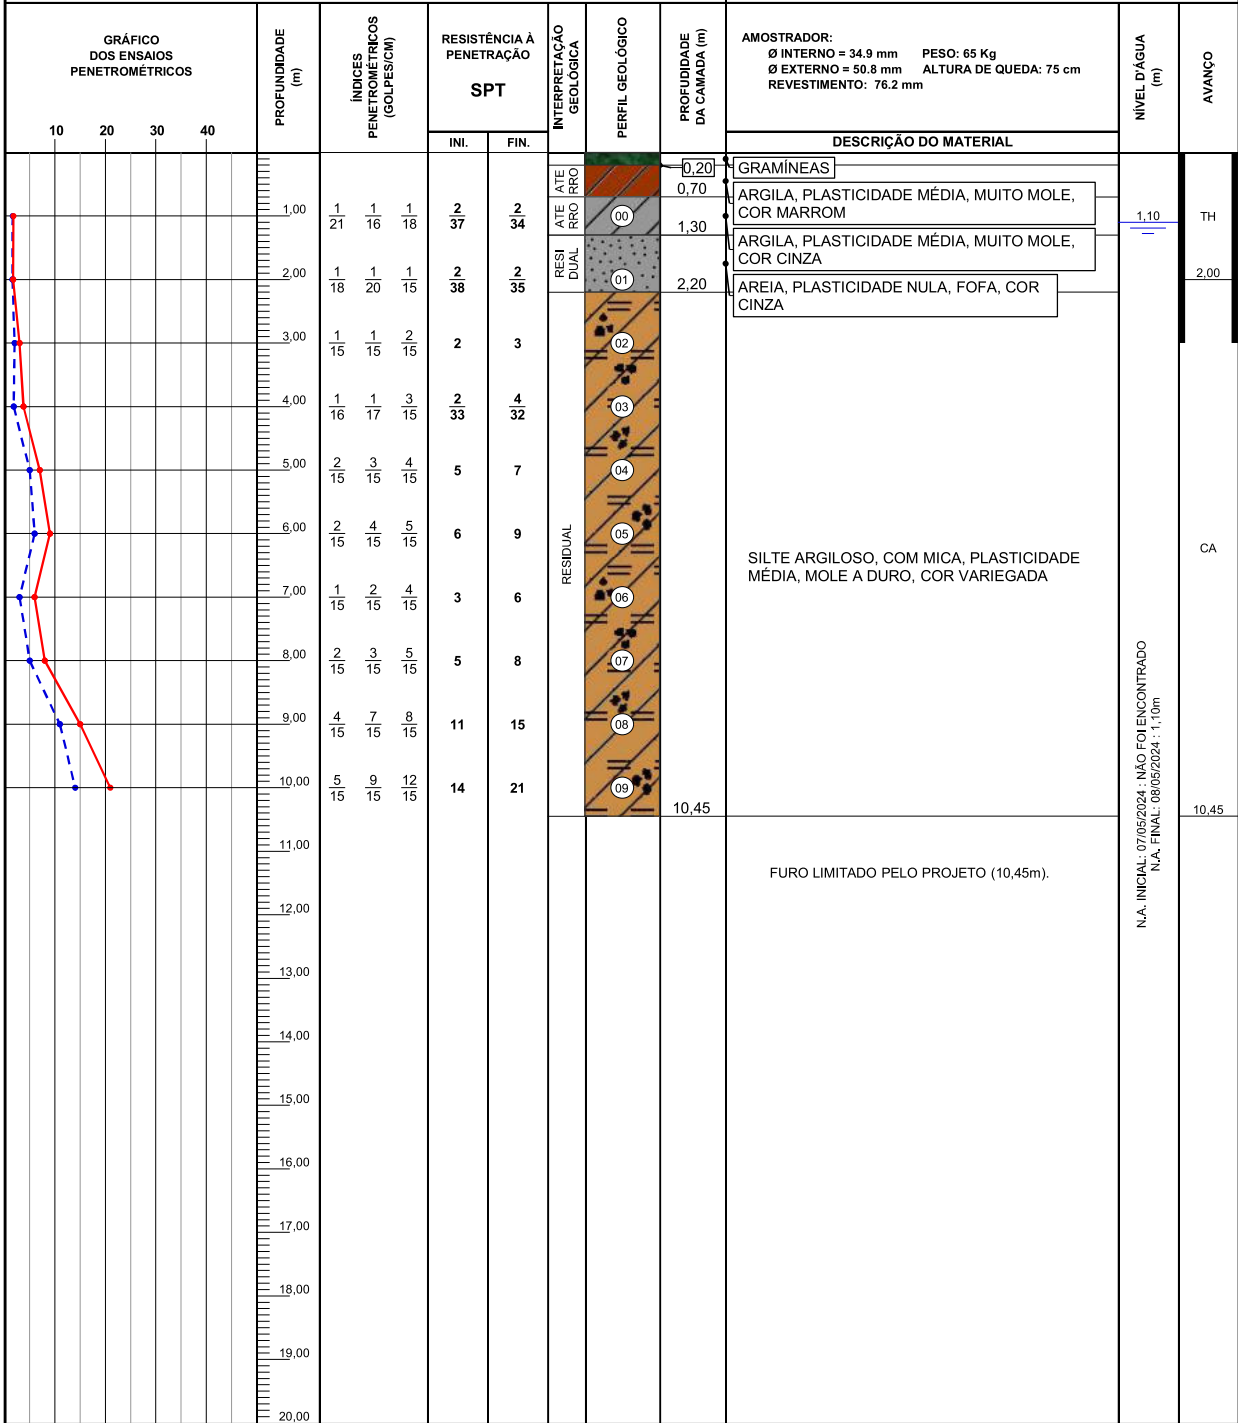 GRÁFICO
DOS ENSAIOS
PENETROMÉTRICOS
10 20 30 40
PROFUNDIDADE
(m)
ÍNDICES
PENETROMÉTRICOS
(GOLPES/CM)
RESISTÊNCIA À
PENETRAÇÃO
SPT
INI. FIN.
INTERPRETAÇÃO
GEOLÓGICA
PERFIL GEOLÓGICO
PROFUDIDADE
DA CAMADA (m)
AMOSTRADOR:
Ø INTERNO = 34.9 mm PESO: 65 Kg
Ø EXTERNO = 50.8 mm ALTURA DE QUEDA: 75 cm
REVESTIMENTO: 76.2 mm
DESCRIÇÃO DO MATERIAL
NÍVEL D'ÁGUA
(m)
AVANÇO
0,20 GRAMÍNEAS
ATE
RRO
0,70
ARGILA, PLASTICIDADE MÉDIA, MUITO MOLE,
COR MARROM
1,00 1/21 1/16 1/18 2/37 2/34
ATE
RRO
00
1,30
1,10
TH
ARGILA, PLASTICIDADE MÉDIA, MUITO MOLE,
COR CINZA
2,00 1/18 1/20 1/15 2/38 2/35
RESI
DUAL
01
2,20
2,00
AREIA, PLASTICIDADE NULA, FOFA, COR
CINZA
3,00 1/15 1/15 2/15 2 3 02
4,00 1/16 1/17 3/15 2/33 4/32 03
5,00 2/15 3/15 4/15 5 7 04
6,00 2/15 4/15 5/15 6 9 05
RESIDUAL
SILTE ARGILOSO, COM MICA, PLASTICIDADE
MÉDIA, MOLE A DURO, COR VARIEGADA
CA
7,00 1/15 2/15 4/15 3 6 06
8,00 2/15 3/15 5/15 5 8 07
9,00 4/15 7/15 8/15 11 15 08
10,00 5/15 9/15 12/15 14 21 09
10,45
10,45
N.A. INICIAL: 07/05/2024 : NÃO FOI ENCONTRADO
N.A. FINAL: 08/05/2024 : 1,10m
11,00
FURO LIMITADO PELO PROJETO (10,45m).
12,00
13,00
14,00
15,00
16,00
17,00
18,00
19,00
20,00